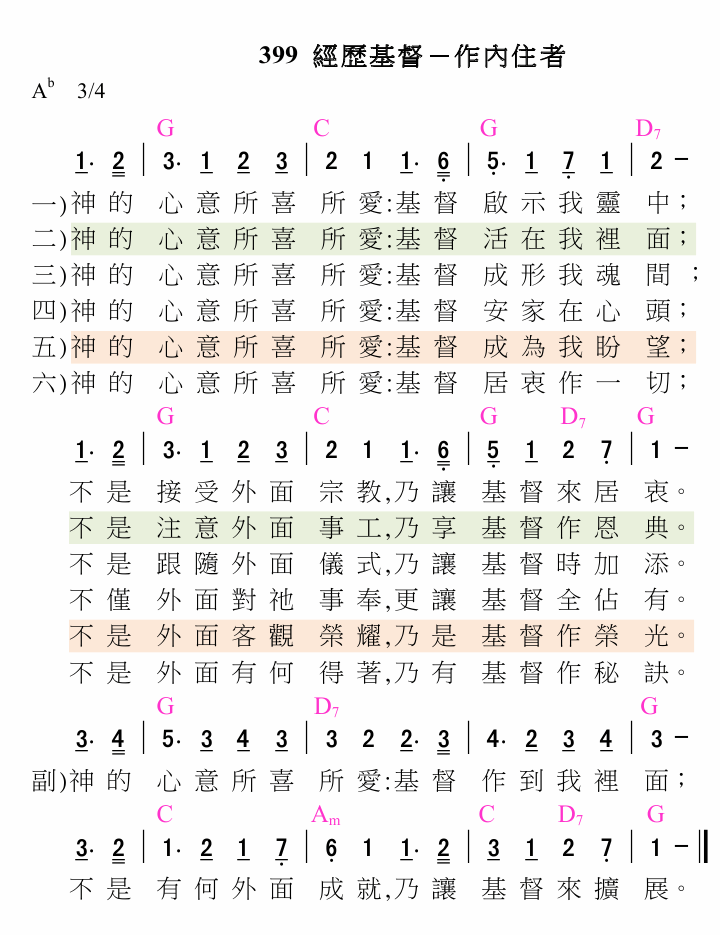 399 經歷基督－作內住者
A♭ 3/4
G C G D7
1· 2 | 3· 1 2 3 | 2 1 1· 6 | 5· 1 7 1 | 2 －
一)神的 心意所喜 所愛:基督 啟示我靈 中；
二)神的 心意所喜 所愛:基督 活在我裡 面；
三)神的 心意所喜 所愛:基督 成形我魂 間；
四)神的 心意所喜 所愛:基督 安家在心 頭；
五)神的 心意所喜 所愛:基督 成為我盼 望；
六)神的 心意所喜 所愛:基督 居衷作一 切；
G C G D7 G
1· 2 | 3· 1 2 3 | 2 1 1· 6 | 5 1 2 7 | 1 －
不是 接受外面 宗教,乃讓 基督來居 衷。
不是 注意外面 事工,乃享 基督作恩 典。
不是 跟隨外面 儀式,乃讓 基督時加 添。
不僅 外面對祂 事奉,更讓 基督全佔 有。
不是 外面客觀 榮耀,乃是 基督作榮 光。
不是 外面有何 得著,乃有 基督作秘 訣。
G D7 G
3· 4 | 5· 3 4 3 | 3 2 2· 3 | 4· 2 3 4 | 3 －
副)神的 心意所喜 所愛:基督 作到我裡 面；
C Am C D7 G
3· 2 | 1· 2 1 7 | 6· 1 1· 2 | 3 1 2 7 | 1 － ‖
不是 有何外面 成就,乃讓 基督來擴 展。